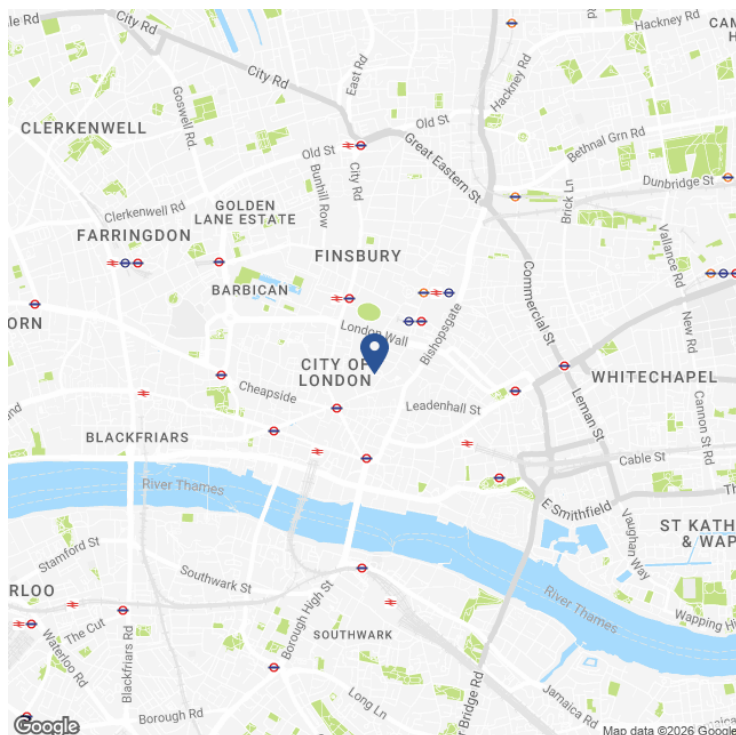 Hackney Rd
CAM
H
le Rd
City Rd
City Rd
East Rd
Hackney Rd
Goswell Rd
CLERKENWELL
Old St
Great Eastern St
Bethnal Grn Rd
Old St
Bunhill Row
City Rd
Dunbridge St
Brick Ln
Clerkenwell Rd
GOLDEN
LANE ESTATE
FARRINGDON
FINSBURY
Vallance Rd
BARBICAN
Commercial St
New Rd
ORN
London Wall
Bishopsgate
CITY OF
LONDON
WHITECHAPEL
Cheapside
Leadenhall St
Leman St
Cannon St Rd
BLACKFRIARS
Cable St
River Thames
The
E Smithfield
ST KATH
& WAP
Vaughan Way
Stamford St
Southwark St
RLOO
River Thames
Borough High St
Wapping Hi
The Cut
SOUTHWARK
Waterloo Rd
Blackfriars Rd
Long Ln
Bridge Rd
Jamaica Rd
Borough Rd
Jamaica
Google
Map data ©2026 Google